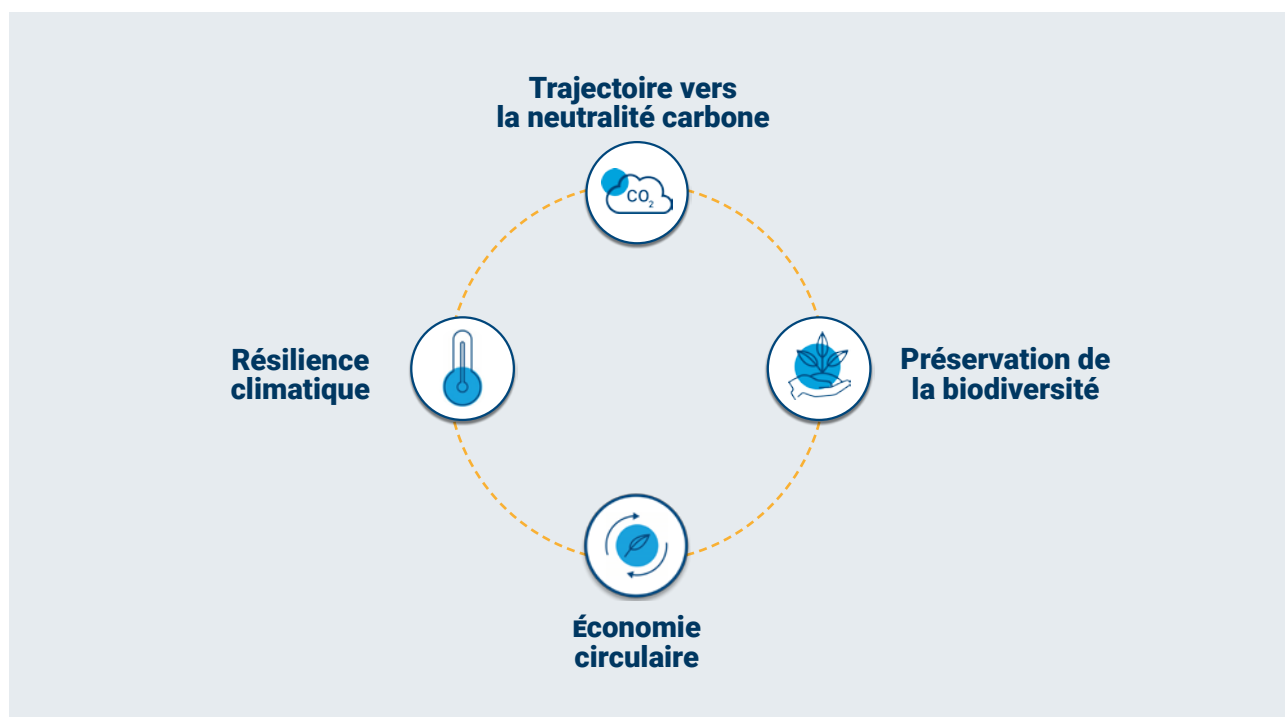 Trajectoire vers
la neutralité carbone
CO₂
Résilience
climatique
Préservation de
la biodiversité
Économie
circulaire